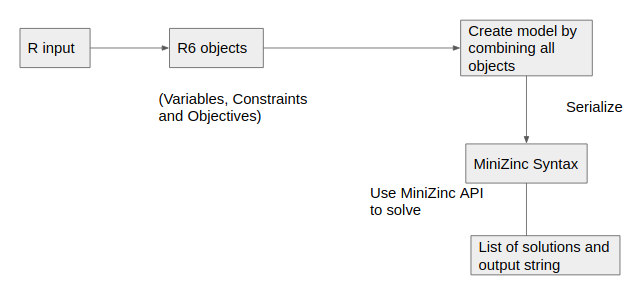 R input
R6 objects
Create model by
combining all
objects
(Variables, Constraints
and Objectives)
Serialize
MiniZinc Syntax
Use MiniZinc API
to solve
List of solutions and
output string